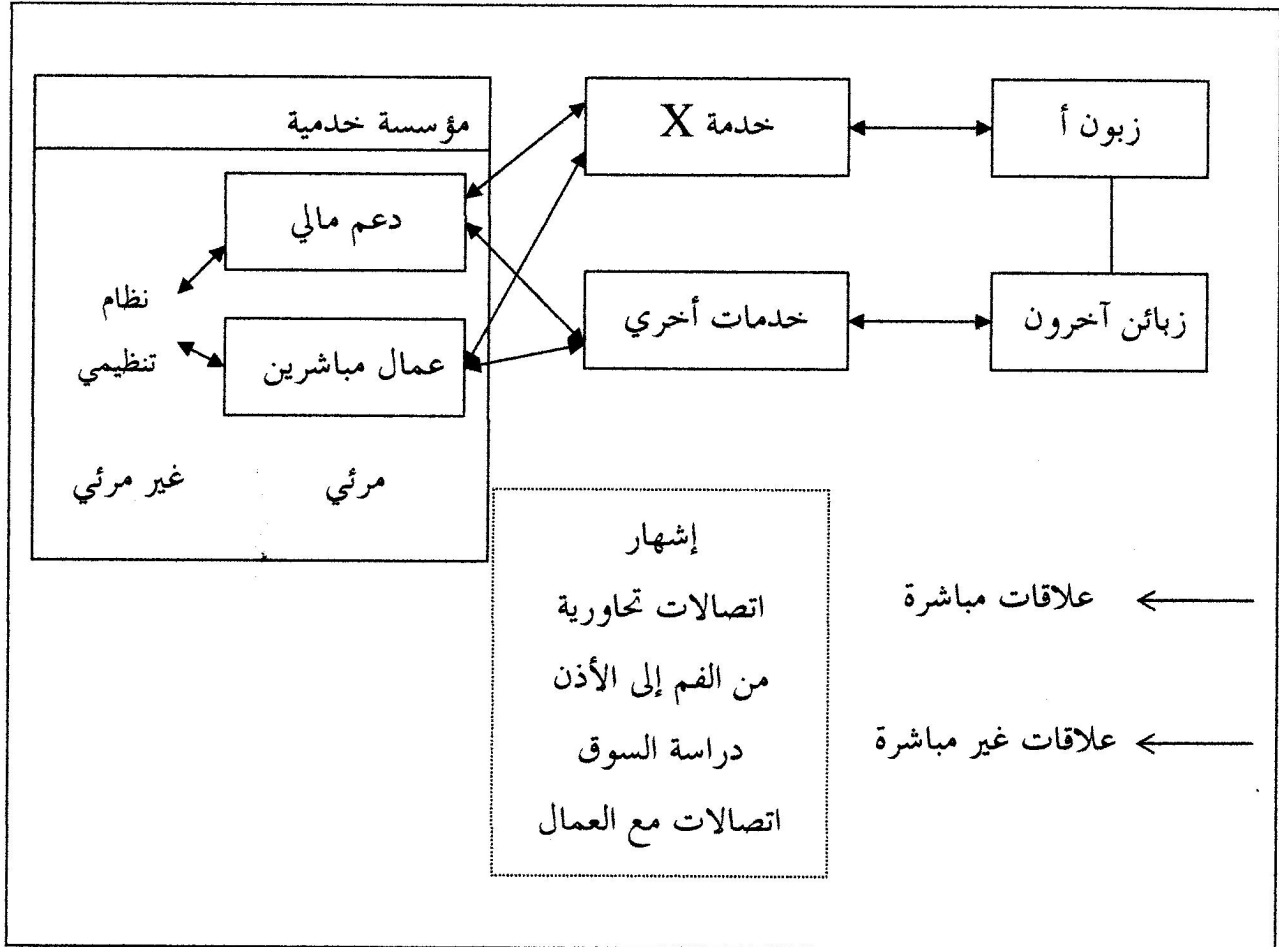 مؤسسة خدمية
خدمة X
زبون أ
دعم مالي
نظام
تنظيمي
عمال مباشرين
خدمات أخري
زبائن آخرون
مرئي
غير مرئي
إشهار
اتصالات تحاورية
من الفم إلى الأذن
دراسة السوق
اتصالات مع العمال
علاقات مباشرة
علاقات غير مباشرة